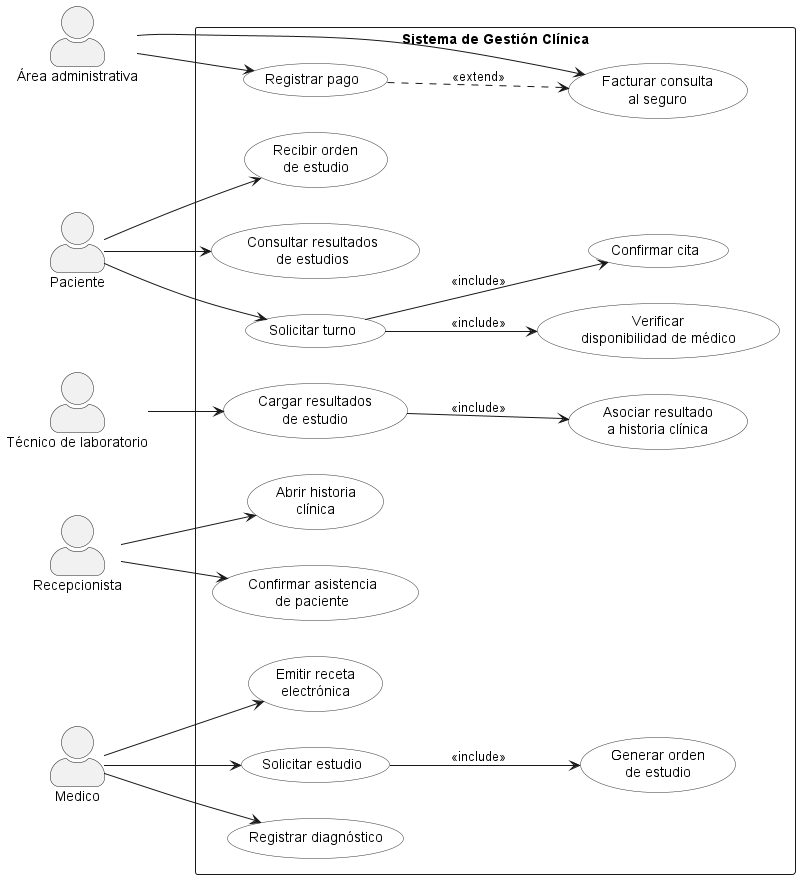 Sistema de Gestión Clínica
Área administrativa
Registrar pago
«extend»
Facturar consulta
al seguro
Recibir orden
de estudio
Paciente
Consultar resultados
de estudios
Solicitar turno
«include»
Confirmar cita
«include»
Verificar
disponibilidad de médico
Técnico de laboratorio
Cargar resultados
de estudio
«include»
Asociar resultado
a historia clínica
Recepcionista
Abrir historia
clínica
Confirmar asistencia
de paciente
Medico
Emitir receta
electrónica
Solicitar estudio
«include»
Generar orden
de estudio
Registrar diagnóstico